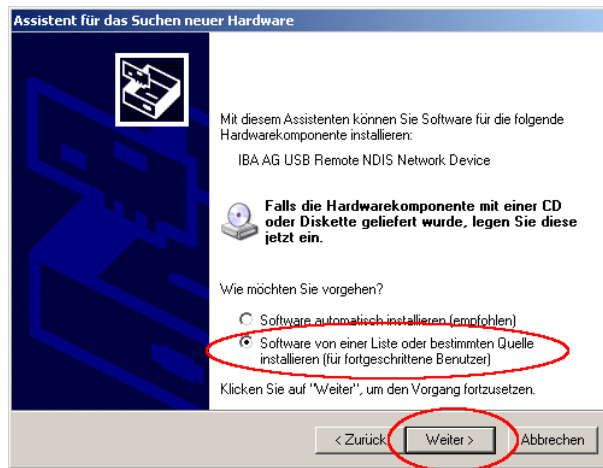 Assistent für das Suchen neuer Hardware
Mit diesem Assistenten können Sie Software für die folgende
Hardwarekomponente installieren:
IBA AG USB Remote NDIS Network Device
Falls die Hardwarekomponente mit einer CD
oder Diskette geliefert wurde, legen Sie diese
jetzt ein.
Wie möchten Sie vorgehen?
Software automatisch installieren (empfohlen)
Software von einer Liste oder bestimmten Quelle
installieren (für fortgeschrittene Benutzer)
Klicken Sie auf "Weiter", um den Vorgang fortzusetzen.
< Zurück Weiter > Abbrechen